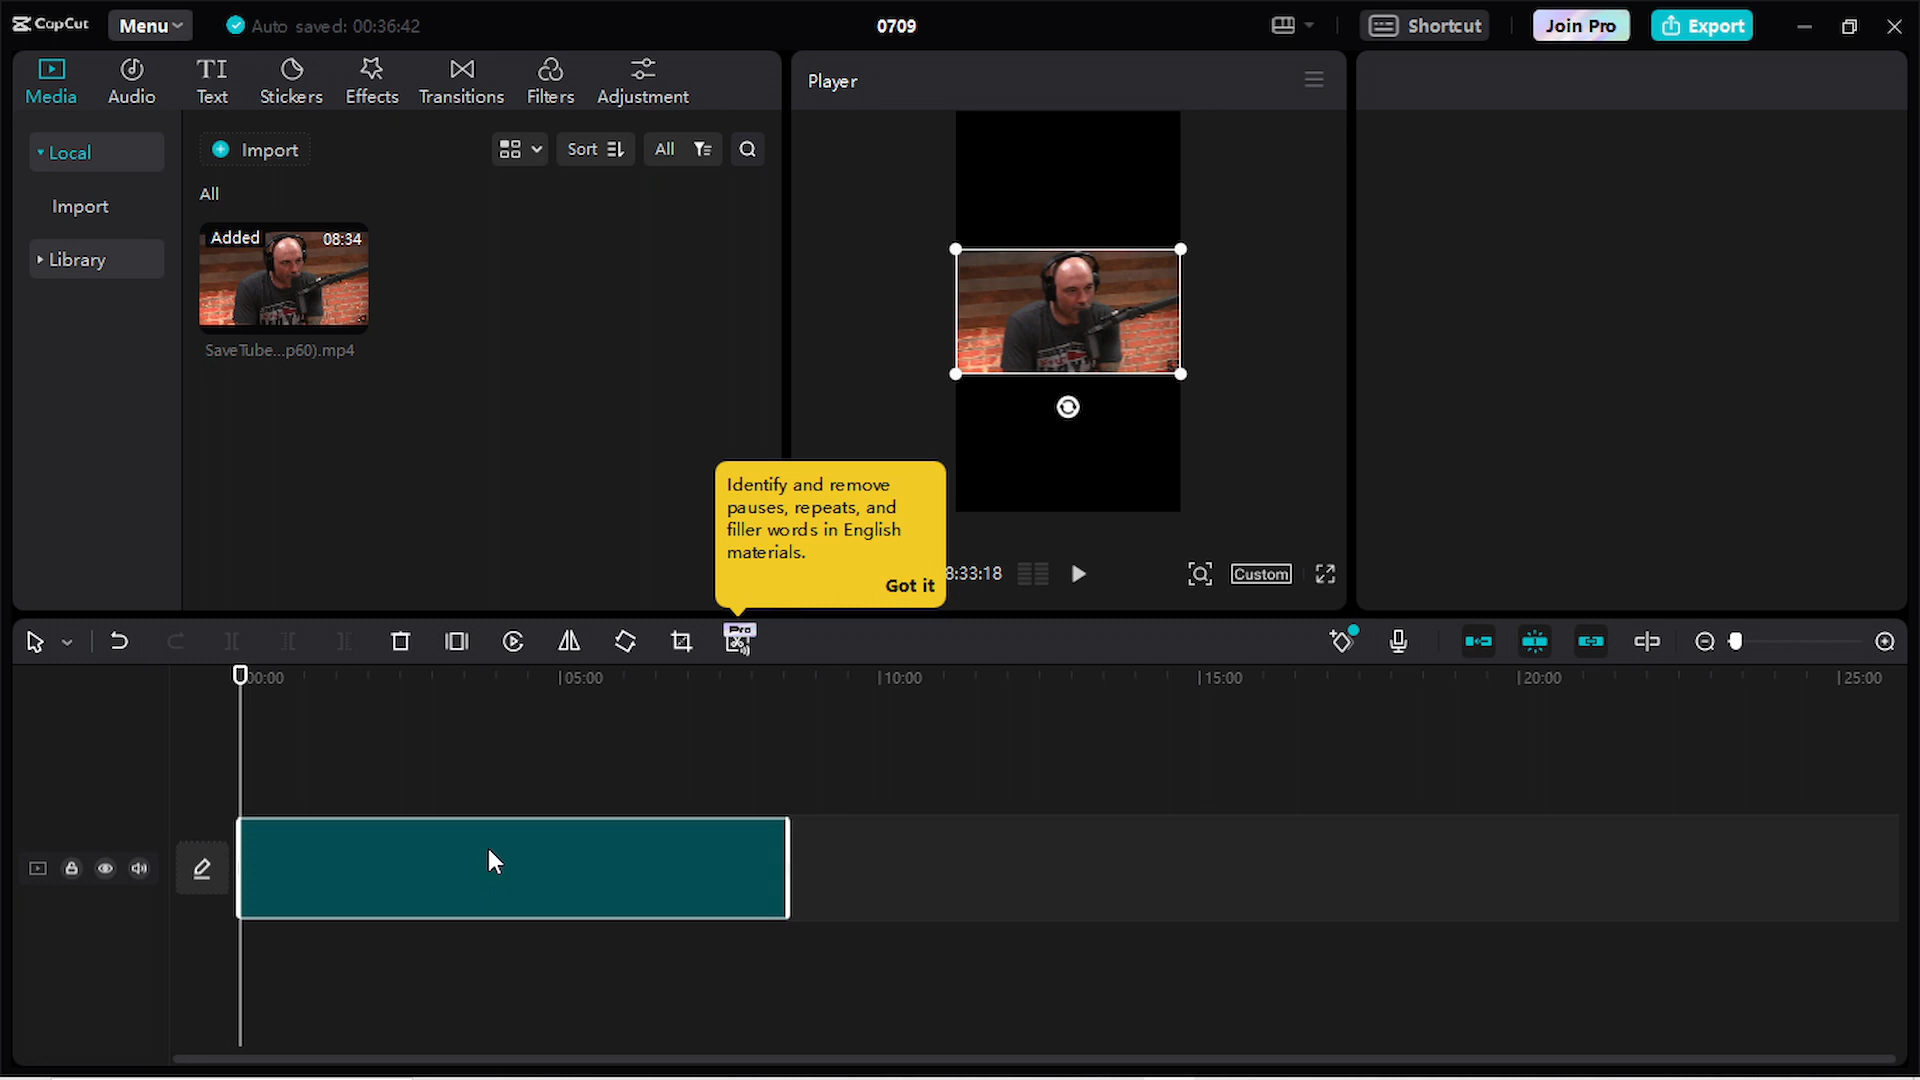 CapCut
Menu
Auto saved: 00:36:42
0709
Shortcut
Join Pro
Export
Media
Audio
TI
Text
Stickers
Effects
Transitions
Filters
Adjustment
Player
Local
Import
Library
Import
Sort
All
All
Added
08:34
SaveTube...p60).mp4
Identify and remove
pauses, repeats, and
filler words in English
materials.
Got it
8:33:18
Custom
Pro
00:00
05:00
10:00
15:00
20:00
25:00